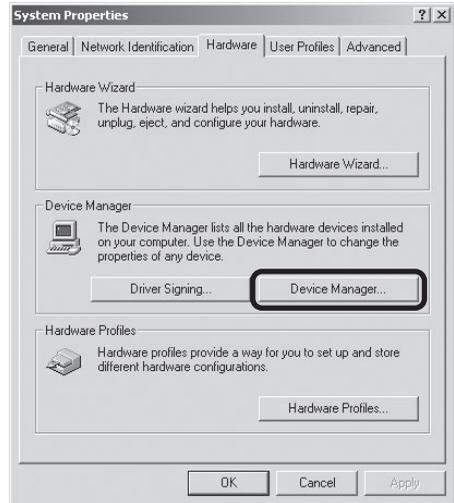 System Properties
General Network Identification Hardware User Profiles Advanced
Hardware Wizard
The Hardware wizard helps you install, uninstall, repair,
unplug, eject, and configure your hardware.
Hardware Wizard...
Device Manager
The Device Manager lists all the hardware devices installed
on your computer. Use the Device Manager to change the
properties of any device.
Driver Signing... Device Manager...
Hardware Profiles
Hardware profiles provide a way for you to set up and store
different hardware configurations.
Hardware Profiles...
OK Cancel Apply